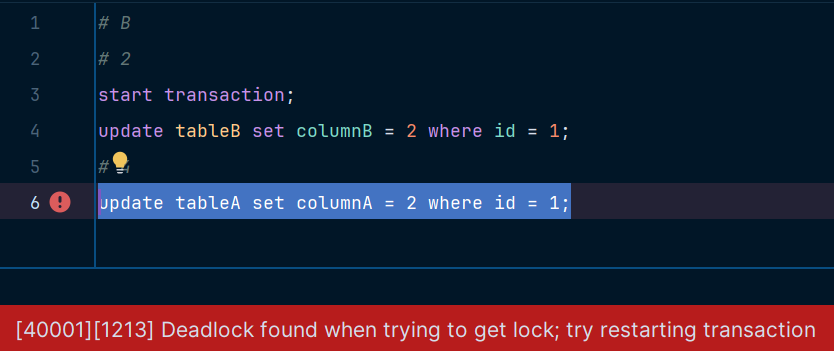 1 # B
2 # 2
3 start transaction;
4 update tableB set columnB = 2 where id = 1;
5 #
6 update tableA set columnA = 2 where id = 1;
[40001][1213] Deadlock found when trying to get lock; try restarting transaction